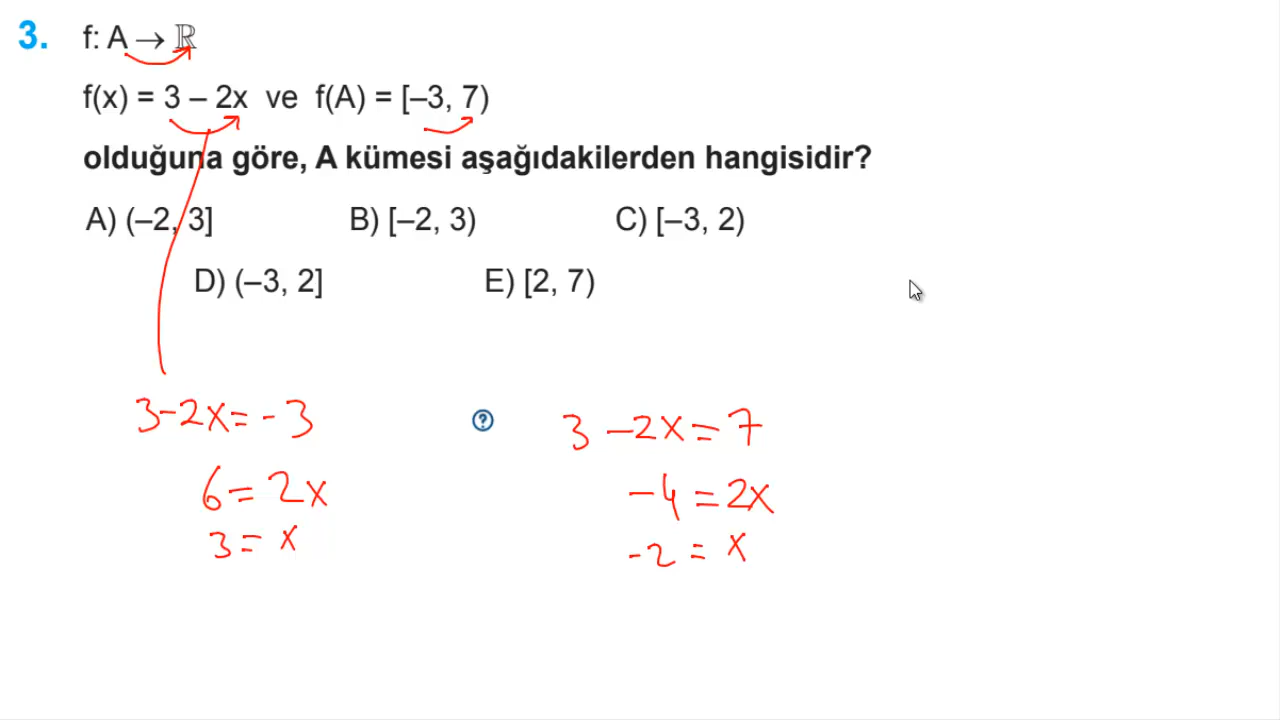 3. f: A → ℝ
f(x) = 3 – 2x ve f(A) = [–3, 7)
olduğuna göre, A kümesi aşağıdakilerden hangisidir?
A) (–2, 3] B) [–2, 3) C) [–3, 2)
D) (–3, 2] E) [2, 7)
3-2x=-3 ? 3-2x=7
6=2x -4=2x
3=x -2=x